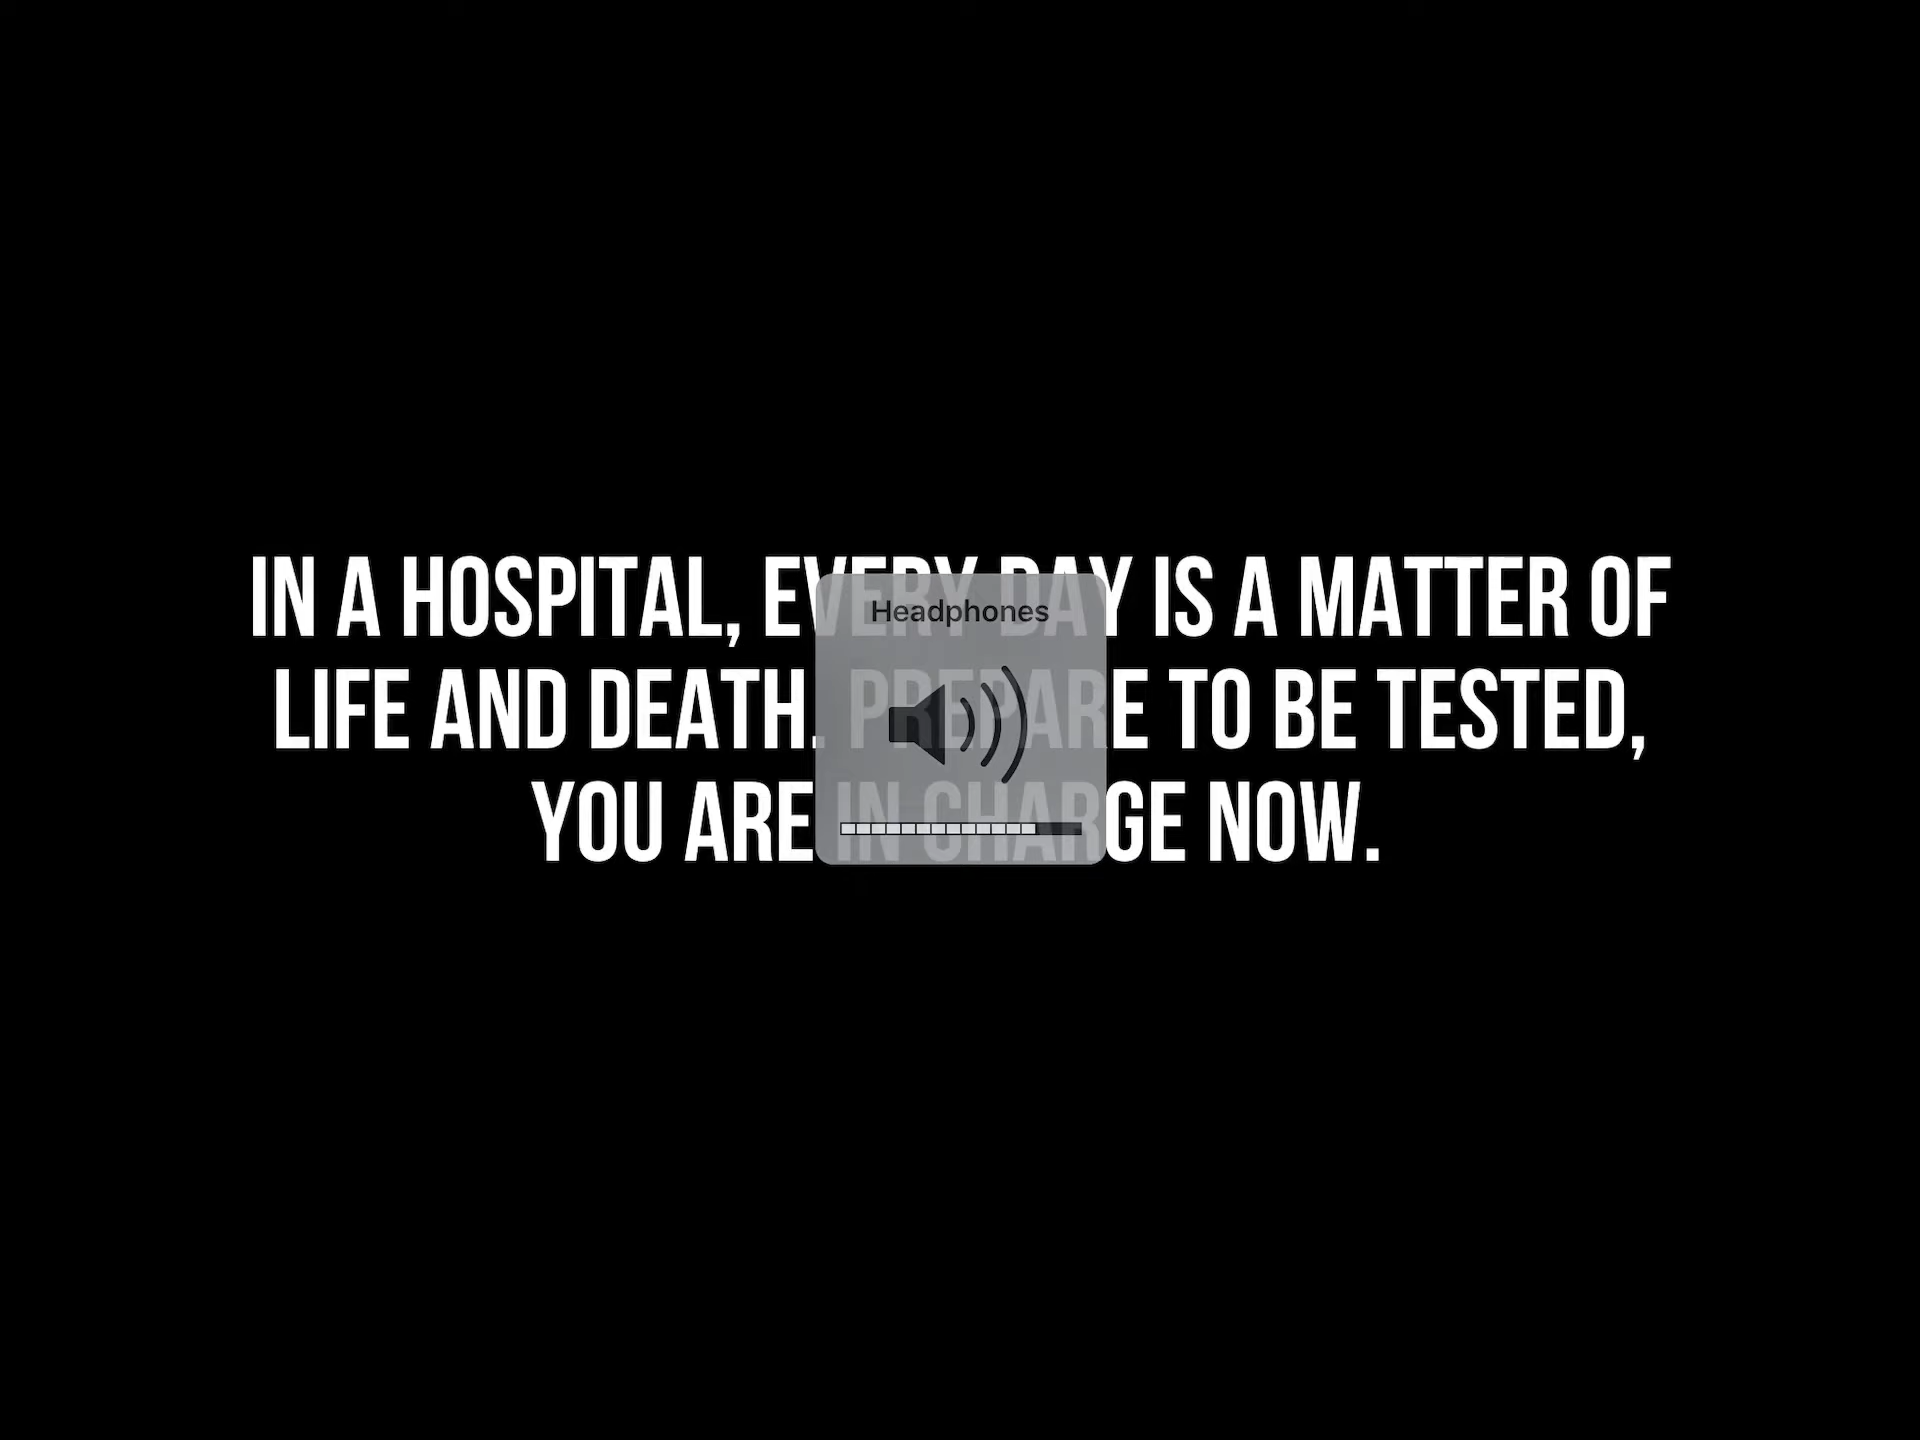 IN A HOSPITAL, EVERY DAY IS A MATTER OF
Headphones
LIFE AND DEATH. PREPARE TO BE TESTED,
YOU ARE IN CHARGE NOW.